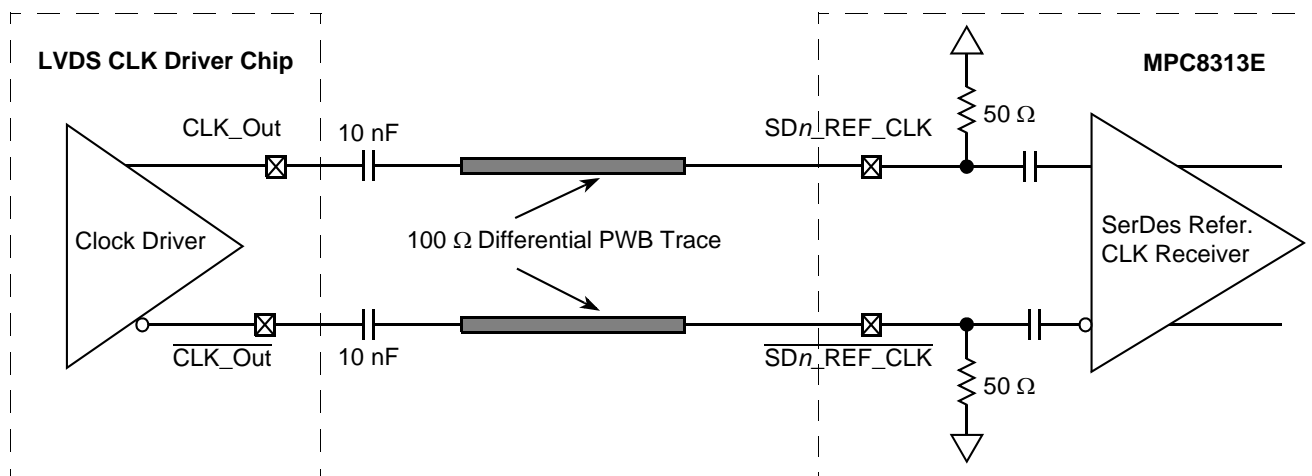 LVDS CLK Driver Chip
MPC8313E
CLK_Out
10 nF
SDn_REF_CLK
50 Ω
Clock Driver
100 Ω Differential PWB Trace
SerDes Refer.
CLK Receiver
CLK_Out
10 nF
SDn_REF_CLK
50 Ω